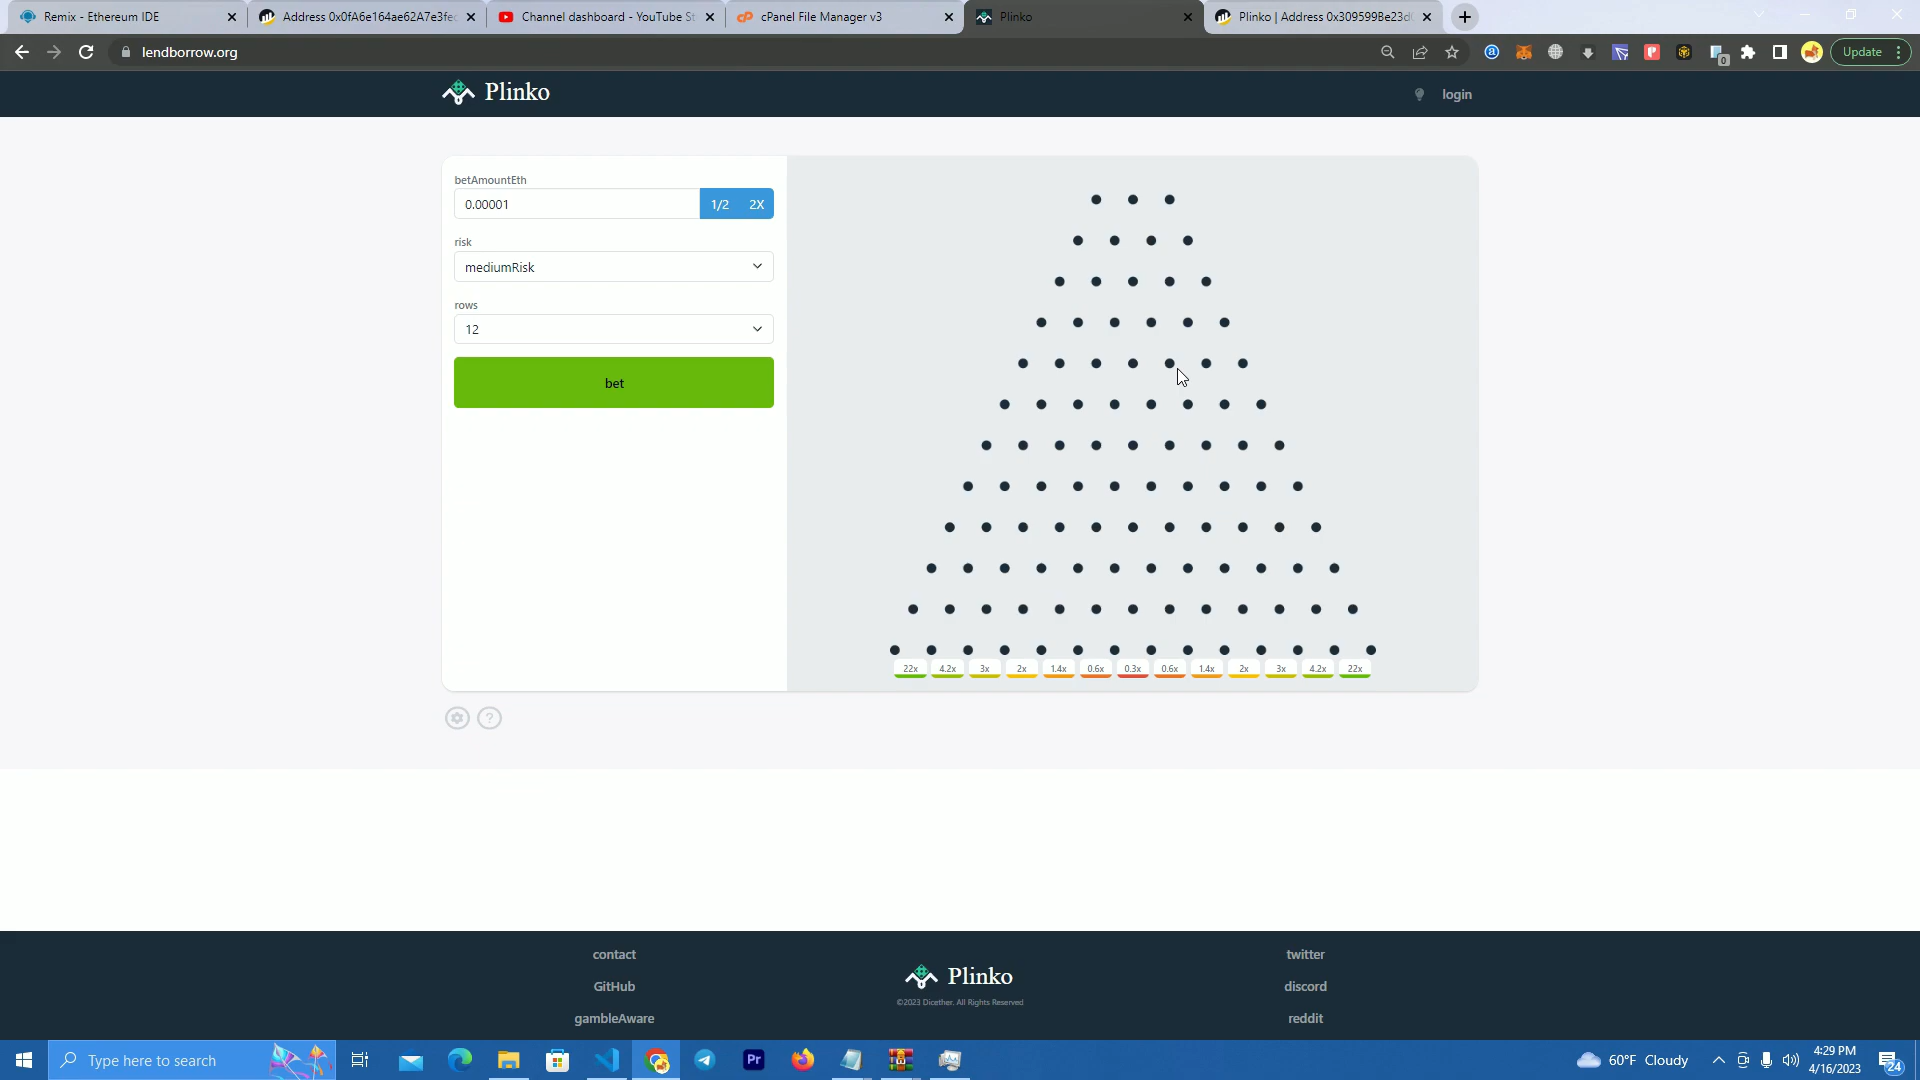 Remix - Ethereum IDE
Address 0x0fA6e164ae62A7e3fec
Channel dashboard - YouTube St
cPanel File Manager v3
Plinko
Plinko | Address 0x309599Be23d
lendborrow.org
Update
Plinko
login
betAmountEth
0.00001
1/2
2X
risk
mediumRisk
rows
12
bet
22x
4.2x
3x
2x
1.4x
0.6x
0.3x
0.6x
1.4x
2x
3x
4.2x
22x
contact
GitHub
gambleAware
Plinko
©2023 Dicether. All Rights Reserved
twitter
discord
reddit
Type here to search
60°F Cloudy
4:29 PM
4/16/2023
24